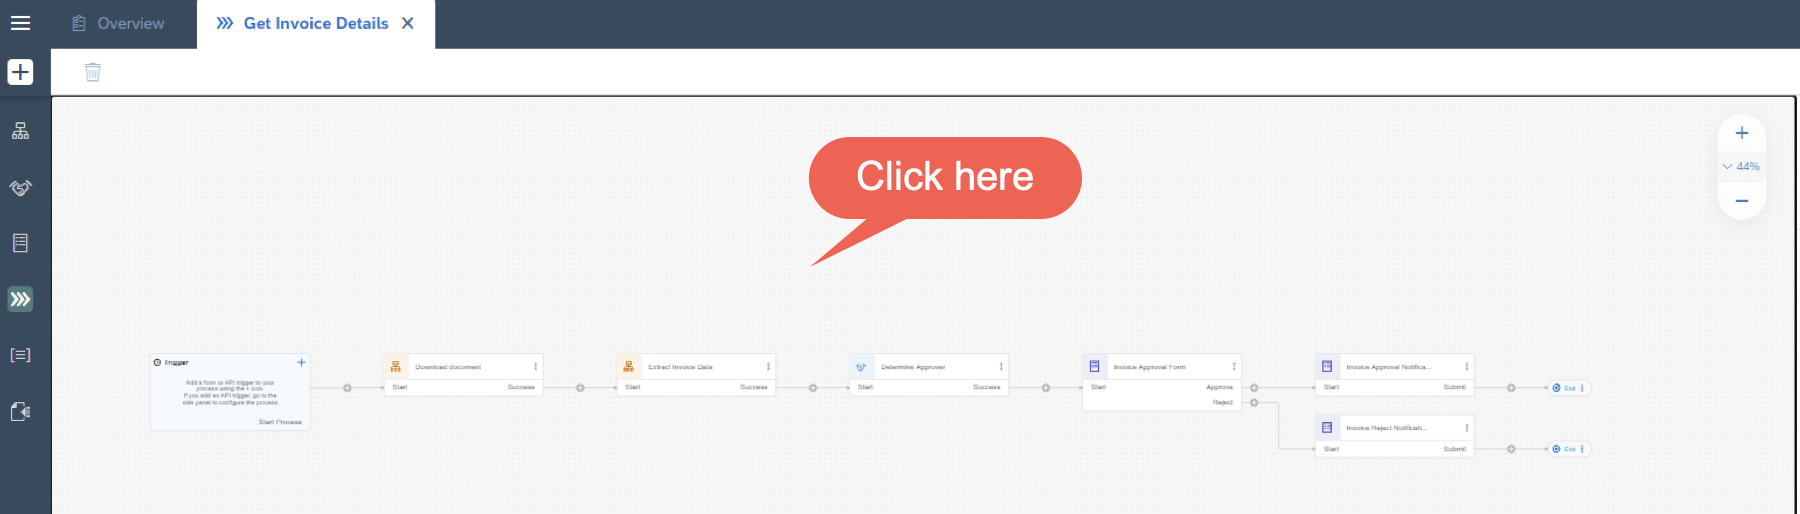 Overview
Get Invoice Details
Click here
44%
Trigger
Add a form or API trigger to your
process using the + icon.
If you add an API trigger, go to the
side panel to configure the process
Start Process
Download document
Start Success
Extract Invoice Data
Start Success
Determine Approver
Start Success
Invoice Approval Form
Start Approve
Reject
Invoice Approval Notifica...
Start Submit
End
Invoice Reject Notificati...
Start Submit
End